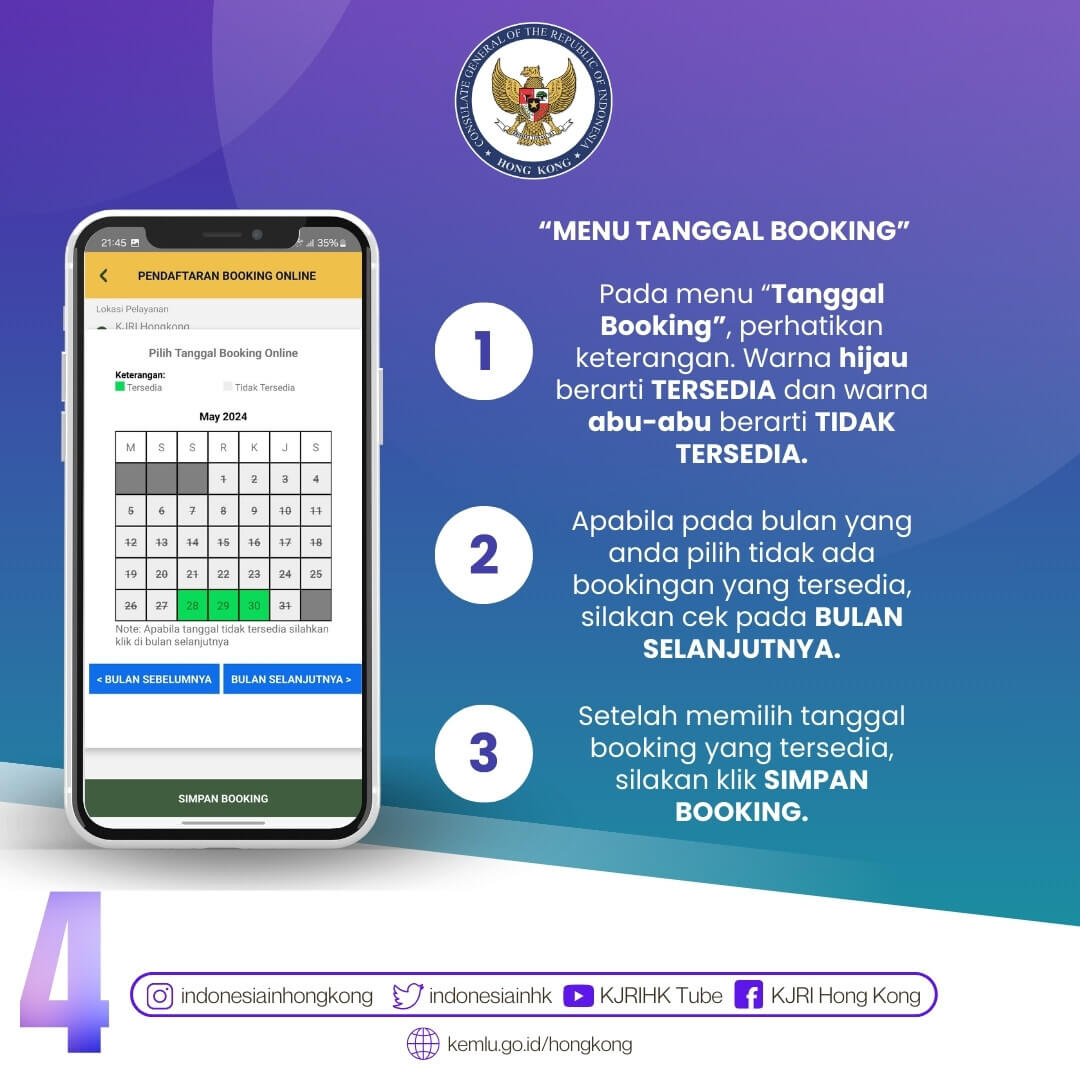 CONSULATE GENERAL OF THE REPUBLIC OF INDONESIA
HONG KONG
21:45
35%
PENDAFTARAN BOOKING ONLINE
Lokasi Pelayanan
KJRI Hongkong
Pilih Tanggal Booking Online
Keterangan:
Tersedia Tidak Tersedia
May 2024
M S S R K J S
1 2 3 4
5 6 7 8 9 10 11
12 13 14 15 16 17 18
19 20 21 22 23 24 25
26 27 28 29 30 31
Note: Apabila tanggal tidak tersedia silahkan
klik di bulan selanjutnya
< BULAN SEBELUMNYA BULAN SELANJUTNYA >
SIMPAN BOOKING
“MENU TANGGAL BOOKING”
1
Pada menu “Tanggal
Booking”, perhatikan
keterangan. Warna hijau
berarti TERSEDIA dan warna
abu-abu berarti TIDAK
TERSEDIA.
2
Apabila pada bulan yang
anda pilih tidak ada
bookingan yang tersedia,
silakan cek pada BULAN
SELANJUTNYA.
3
Setelah memilih tanggal
booking yang tersedia,
silakan klik SIMPAN
BOOKING.
4
indonesiainhongkong indonesiainhk KJRIHK Tube KJRI Hong Kong
kemlu.go.id/hongkong